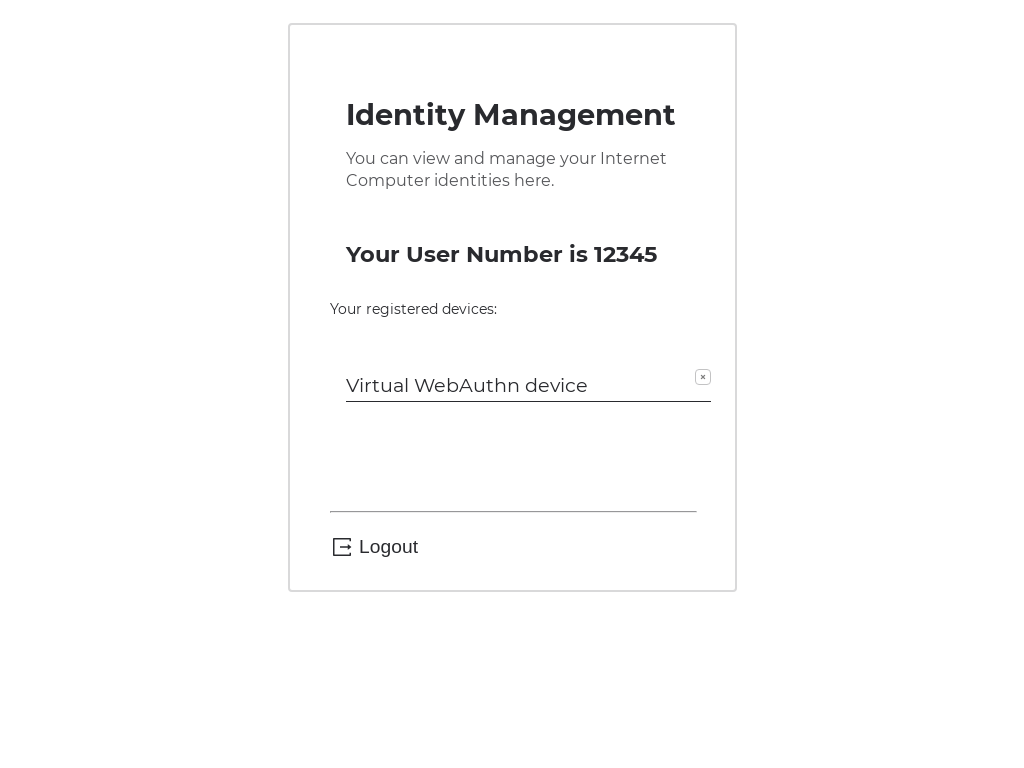 Identity Management
You can view and manage your Internet
Computer identities here.
Your User Number is 12345
Your registered devices:
Virtual WebAuthn device
Logout